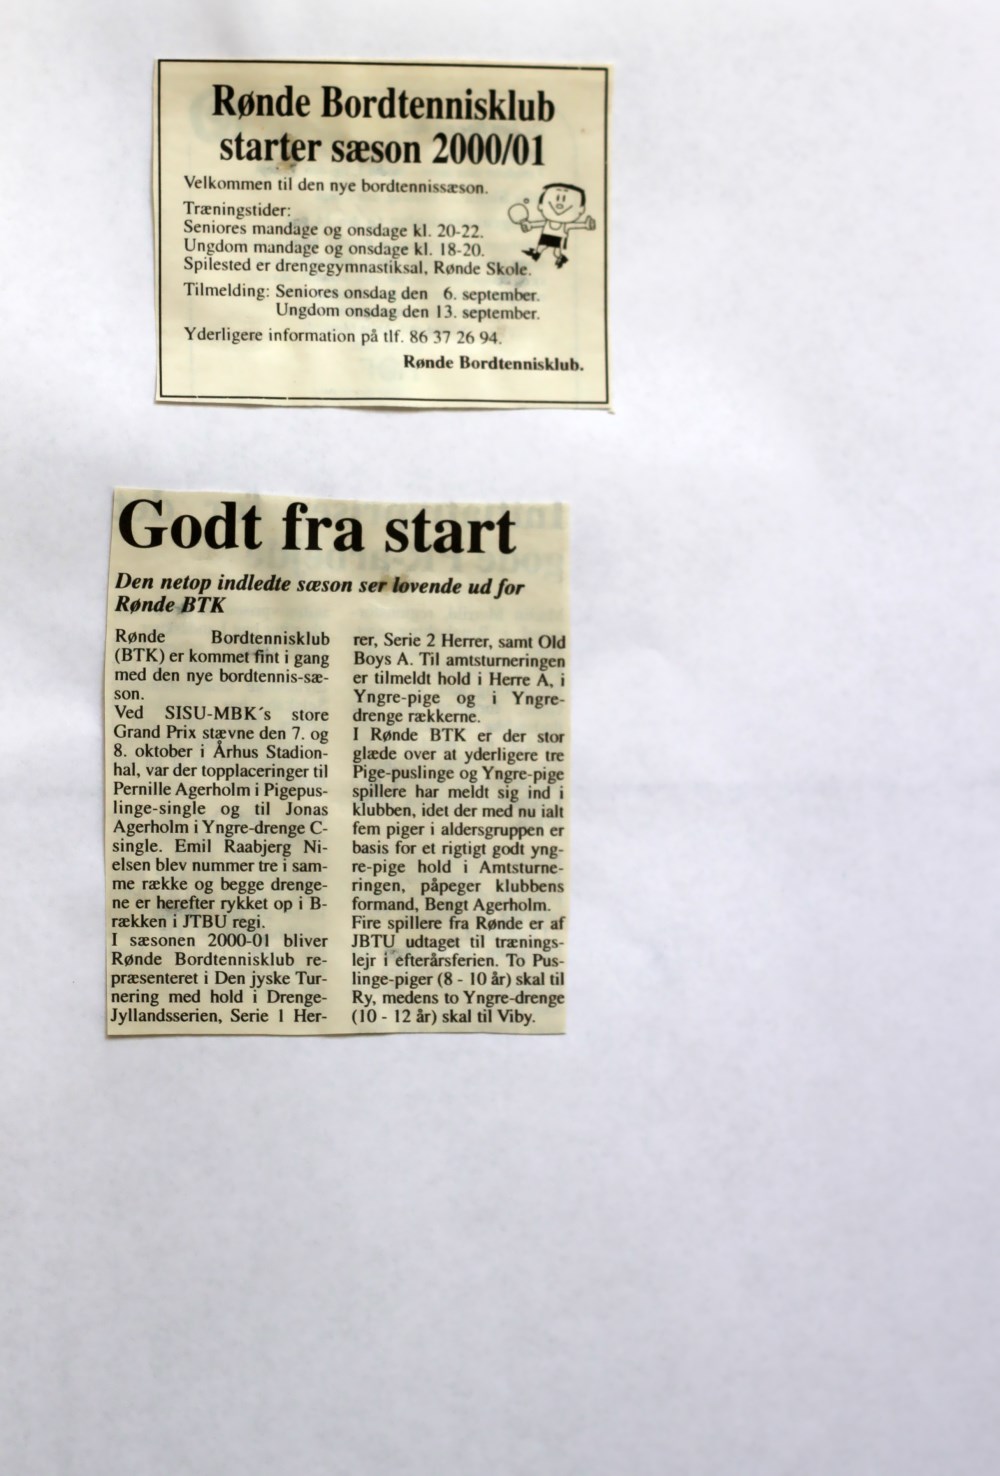 Rønde Bordtennisklub
starter sæson 2000/01
Velkommen til den nye bordtennissæson.
Træningstider:
Seniores mandage og onsdage kl. 20-22.
Ungdom mandage og onsdage kl. 18-20.
Spilested er drengegymnastiksal, Rønde Skole.
Tilmelding: Seniores onsdag den 6. september.
Ungdom onsdag den 13. september.
Yderligere information på tlf. 86 37 26 94.
Rønde Bordtennisklub.
Godt fra start
Den netop indledte sæson ser lovende ud for
Rønde BTK
Rønde Bordtennisklub
(BTK) er kommet fint i gang
med den nye bordtennis-sæ-
son.
Ved SISU-MBK´s store
Grand Prix stævne den 7. og
8. oktober i Århus Stadion-
hal, var der topplaceringer til
Pernille Agerholm i Pigepus-
linge-single og til Jonas
Agerholm i Yngre-drenge C-
single. Emil Raabjerg Ni-
elsen blev nummer tre i sam-
me række og begge drenge-
ne er herefter rykket op i B-
rækken i JTBU regi.
I sæsonen 2000-01 bliver
Rønde Bordtennisklub re-
præsenteret i Den jyske Tur-
nering med hold i Drenge-
Jyllandsserien, Serie 1 Her-
rer, Serie 2 Herrer, samt Old
Boys A. Til amtsturneringen
er tilmeldt hold i Herre A, i
Yngre-pige og i Yngre-
drenge rækkerne.
I Rønde BTK er der stor
glæde over at yderligere tre
Pige-puslinge og Yngre-pige
spillere har meldt sig ind i
klubben, idet der med nu ialt
fem piger i aldersgruppen er
basis for et rigtigt godt yng-
re-pige hold i Amtsturne-
ringen, påpeger klubbens
formand, Bengt Agerholm.
Fire spillere fra Rønde er af
JBTU udtaget til trænings-
lejr i efterårsferien. To Pus-
linge-piger (8 - 10 år) skal til
Ry, medens to Yngre-drenge
(10 - 12 år) skal til Viby.